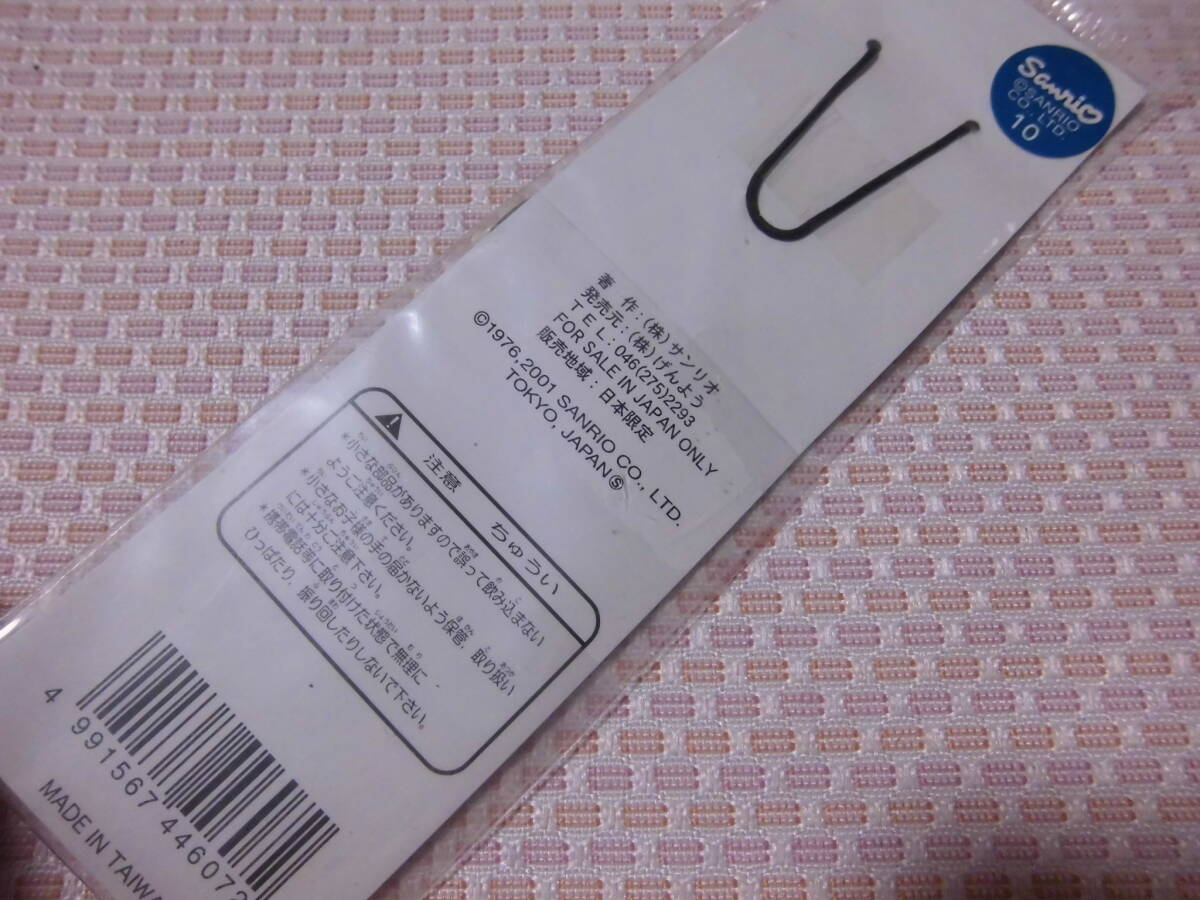 Sanrio
©SANRIO
CO., LTD.
10
著 作：(株)サンリオ
発売元：(株)げんよう
TEL：046(275)2293
FOR SALE IN JAPAN ONLY
販売地域：日本限定
©1976,2001 SANRIO CO., LTD.
TOKYO, JAPAN Ⓢ
注意 ちゅうい
*小さな部品がありますので誤って飲み込まない
ようご注意ください。
*小さなお子様の手の届かないよう保管、取り扱い
には十分ご注意下さい。
*携帯電話等に取り付けた状態で無理に
ひっぱたり、振り回したりしないで下さい。
4 991567 446072
MADE IN TAIWA